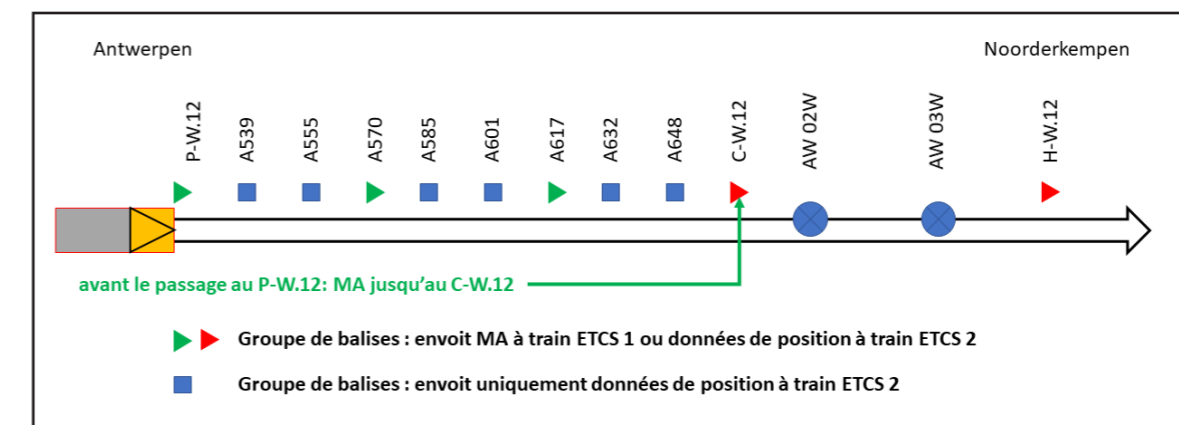 Antwerpen
Noorderkempen
P-W.12
A539
A555
A570
A585
A601
A617
A632
A648
C-W.12
AW 02W
AW 03W
H-W.12
avant le passage au P-W.12: MA jusqu’au C-W.12
Groupe de balises : envoit MA à train ETCS 1 ou données de position à train ETCS 2
Groupe de balises : envoit uniquement données de position à train ETCS 2